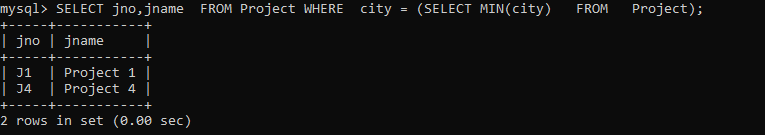 mysql> SELECT jno,jname  FROM Project WHERE  city = (SELECT MIN(city)   FROM   Project);
+-----+-----------+
| jno | jname     |
+-----+-----------+
| J1  | Project 1 |
| J4  | Project 4 |
+-----+-----------+
2 rows in set (0.00 sec)